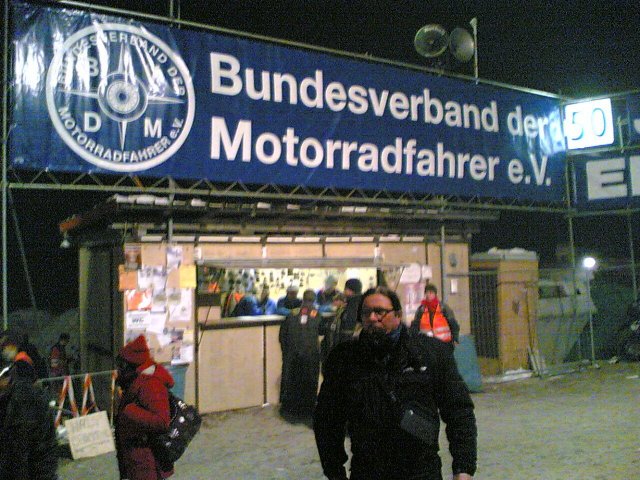 BUNDESVERBAND DER
B
D M
MOTORRADFAHRER e.V.
Bundesverband der
Motorradfahrer e.V.
50